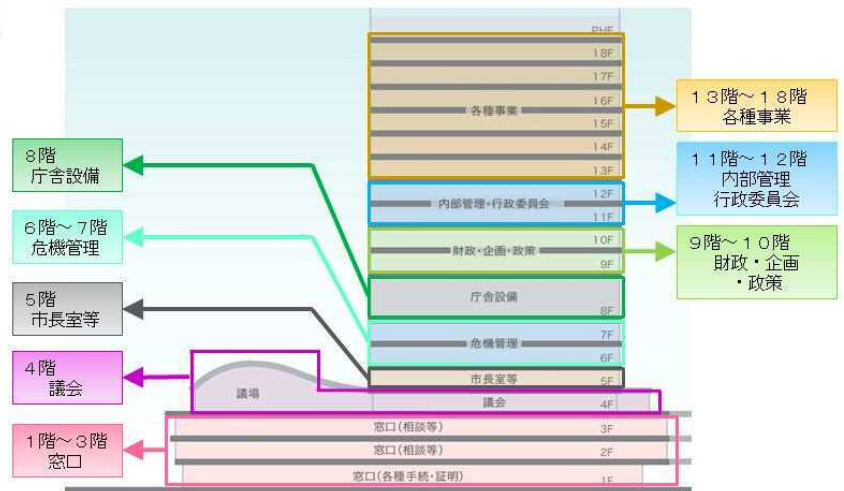 PHF
18F
17F
16F
各種事業
15F
14F
13F
12F
内部管理・行政委員会
11F
10F
財政・企画・政策
9F
庁舎設備
8F
7F
危機管理
6F
市長室等
5F
議場
議会
4F
窓口(相談等)
3F
窓口(相談等)
2F
窓口(各種手続・証明)
1F
8階
庁舎設備
6階~7階
危機管理
5階
市長室等
4階
議会
1階~3階
窓口
13階~18階
各種事業
11階~12階
内部管理
行政委員会
9階~10階
財政・企画
・政策